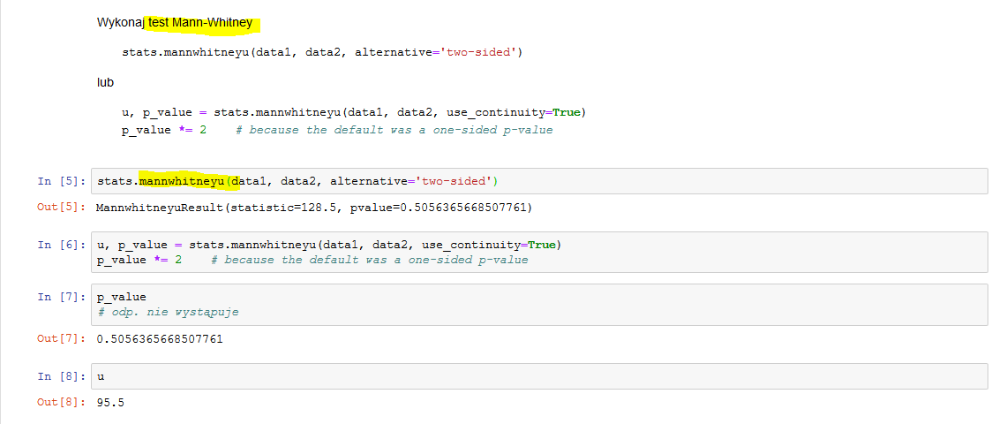 Wykonaj test Mann-Whitney
stats.mannwhitneyu(data1, data2, alternative='two-sided')
lub
u, p_value = stats.mannwhitneyu(data1, data2, use_continuity=True)
p_value *= 2    # because the default was a one-sided p-value
In [5]: stats.mannwhitneyu(data1, data2, alternative='two-sided')
Out[5]: MannwhitneyuResult(statistic=128.5, pvalue=0.5056365668507761)
In [6]: u, p_value = stats.mannwhitneyu(data1, data2, use_continuity=True)
p_value *= 2    # because the default was a one-sided p-value
In [7]: p_value
# odp. nie występuje
Out[7]: 0.5056365668507761
In [8]: u
Out[8]: 95.5